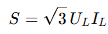 S = √3 U_L I_L